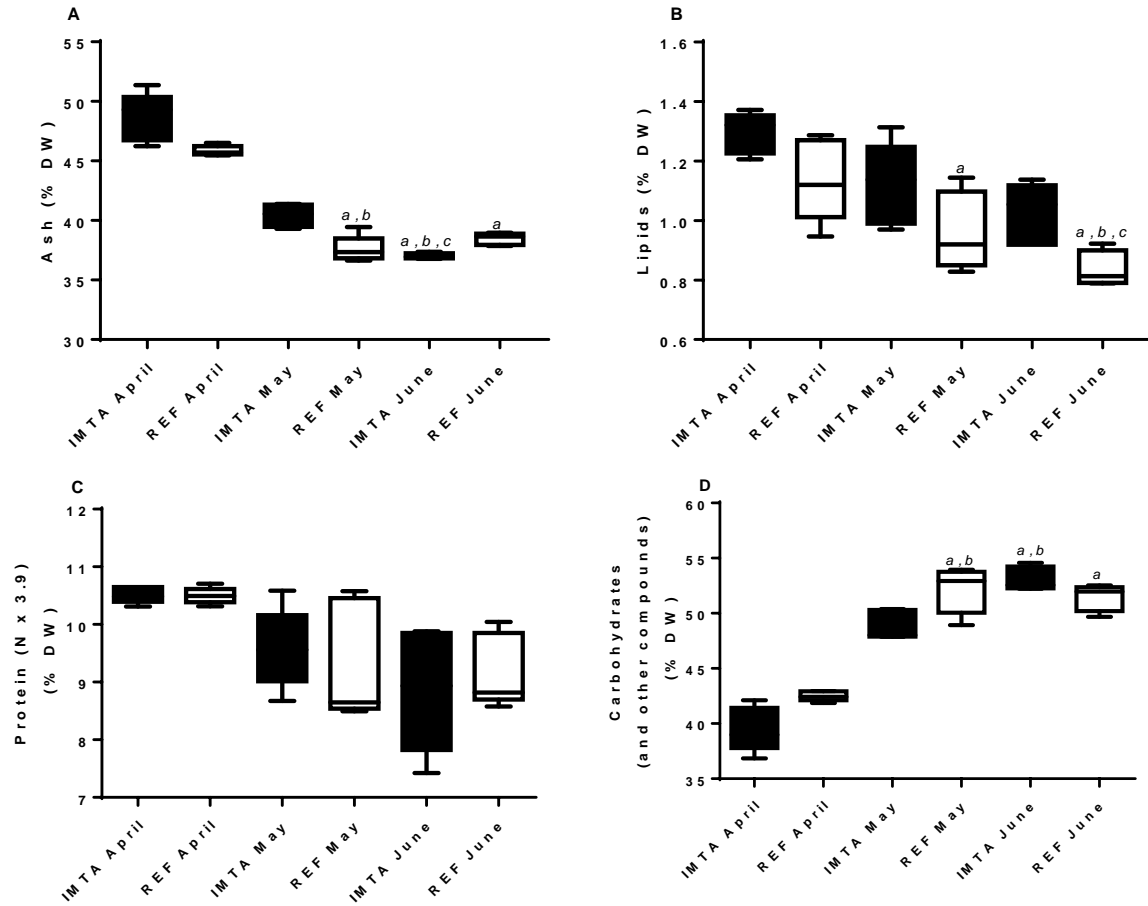 A
Ash (% DW)
55
50
45
40
35
30
a,b
a,b,c
a
IMTA April
REF April
IMTA May
REF May
IMTA June
REF June
B
Lipids (% DW)
1.6
1.4
1.2
1.0
0.8
0.6
a
a,b,c
IMTA April
REF April
IMTA May
REF May
IMTA June
REF June
C
Protein (N x 3.9)
(% DW)
12
11
10
9
8
7
IMTA April
REF April
IMTA May
REF May
IMTA June
REF June
D
Carbohydrates
(and other compounds)
(% DW)
60
55
50
45
40
35
a,b
a,b
a
IMTA April
REF April
IMTA May
REF May
IMTA June
REF June